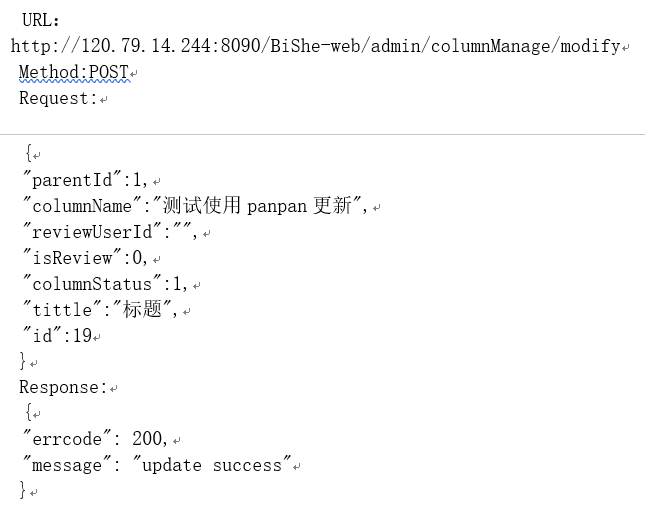 URL:
http://120.79.14.244:8090/BiShe-web/admin/columnManage/modify
Method:POST
Request:
{
"parentId":1,
"columnName":"测试使用 panpan 更新",
"reviewUserId":"",
"isReview":0,
"columnStatus":1,
"tittle":"标题",
"id":19
}
Response:
{
"errcode": 200,
"message": "update success"
}